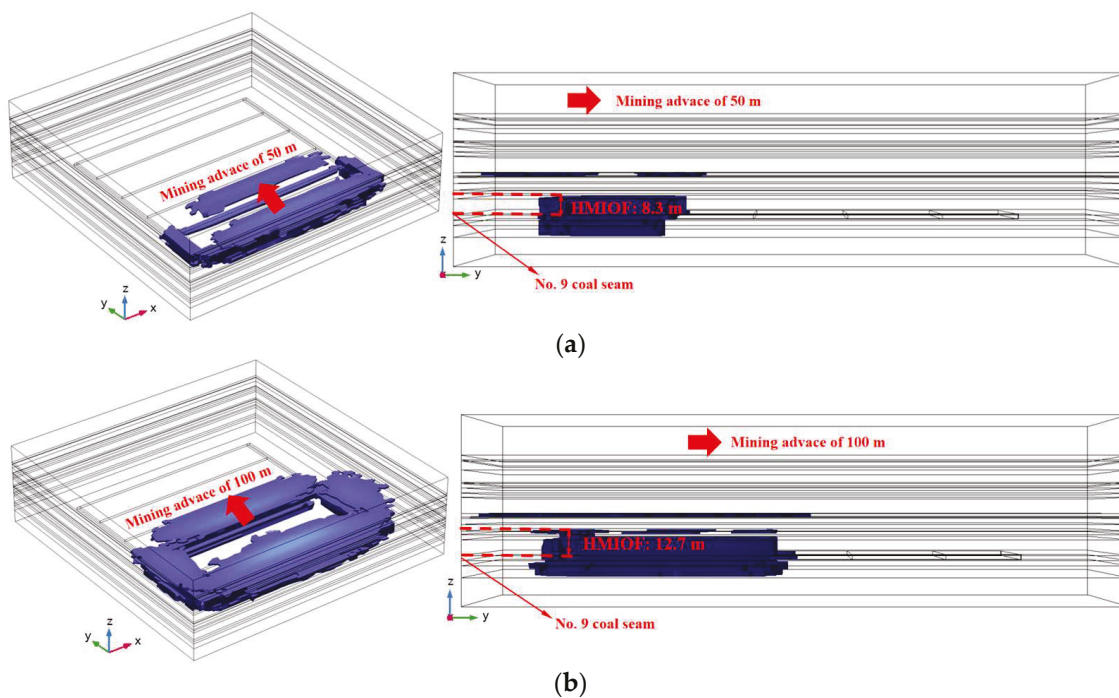 Mining advace of 50 m
z
y
x
Mining advace of 50 m
HMIOF: 8.3 m
z
y
No. 9 coal seam
(a)
Mining advace of 100 m
z
y
x
Mining advace of 100 m
HMIOF: 12.7 m
z
y
No. 9 coal seam
(b)